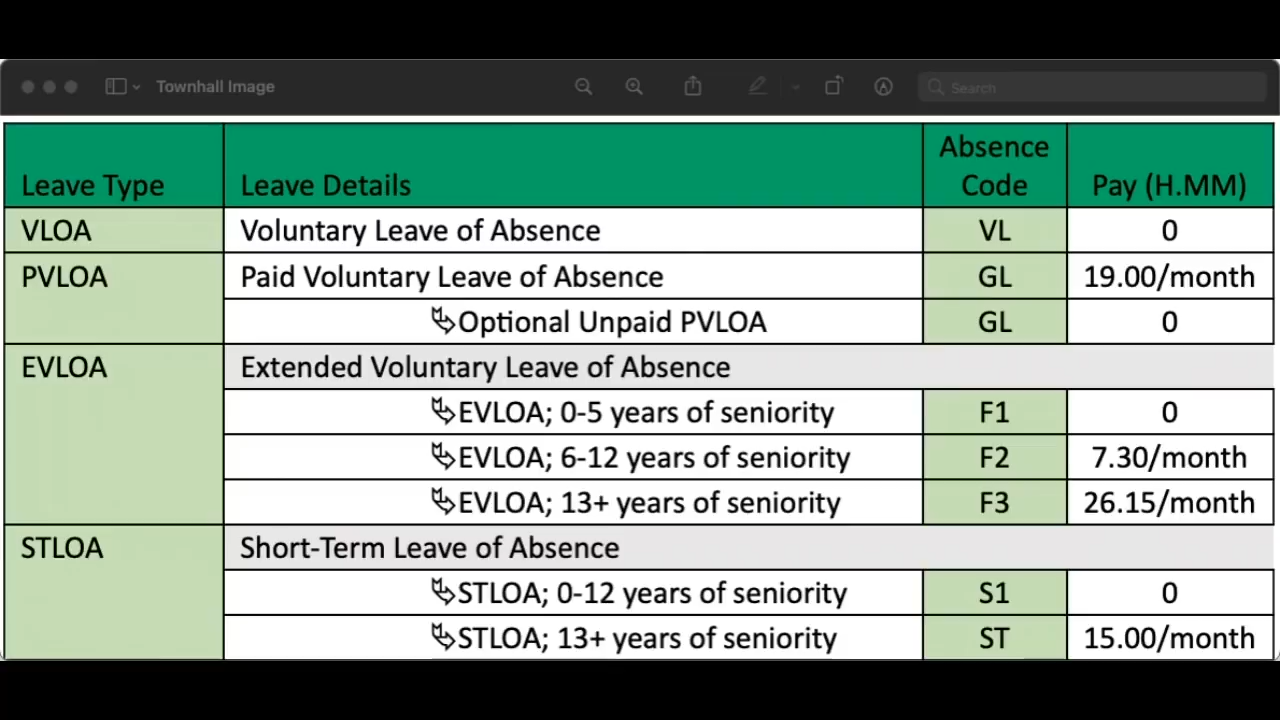 Townhall Image
Search
Leave Type Leave Details Absence Code Pay (H.MM)
VLOA Voluntary Leave of Absence VL 0
PVLOA Paid Voluntary Leave of Absence GL 19.00/month
Optional Unpaid PVLOA GL 0
EVLOA Extended Voluntary Leave of Absence
EVLOA; 0-5 years of seniority F1 0
EVLOA; 6-12 years of seniority F2 7.30/month
EVLOA; 13+ years of seniority F3 26.15/month
STLOA Short-Term Leave of Absence
STLOA; 0-12 years of seniority S1 0
STLOA; 13+ years of seniority ST 15.00/month